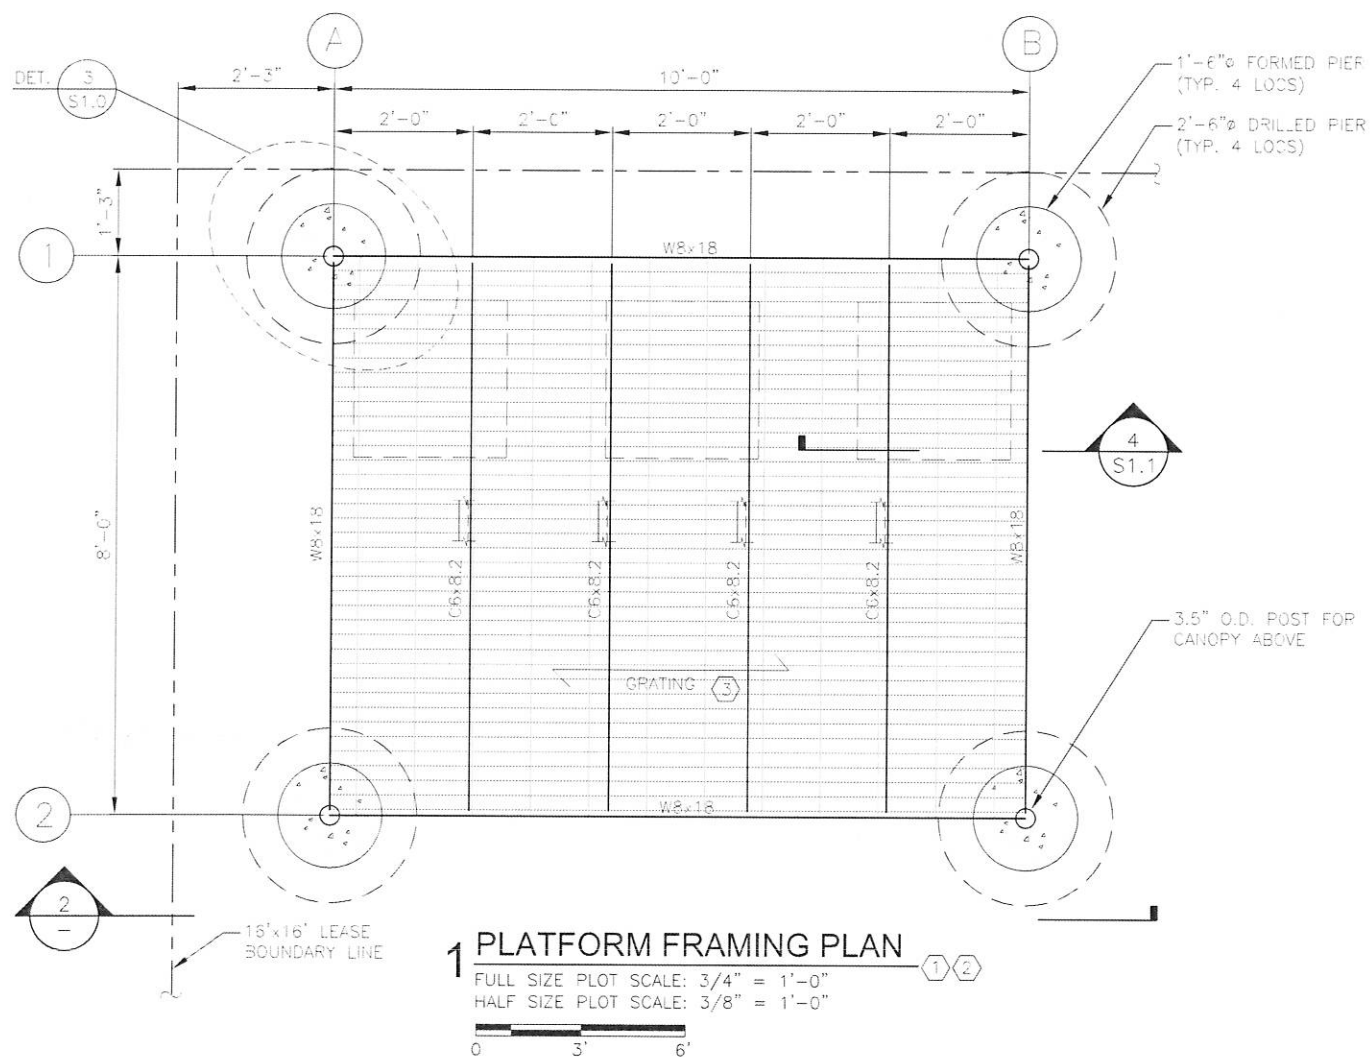 A
B
DET.
3
S1.0
2'-3"
10'-0"
1'-6"ø FORMED PIER
(TYP. 4 LOCS)
2'-0"
2'-0"
2'-0"
2'-0"
2'-0"
2'-6"ø DRILLED PIER
(TYP. 4 LOCS)
1'-3"
1
W8x18
4
S1.1
8'-0"
W8x18
W8x18
C6x8.2
C6x8.2
C6x8.2
C6x8.2
3.5" O.D. POST FOR
CANOPY ABOVE
GRATING 3
2
W8x18
2
–
16'x16' LEASE
BOUNDARY LINE
1 PLATFORM FRAMING PLAN 1 2
FULL SIZE PLOT SCALE: 3/4" = 1'-0"
HALF SIZE PLOT SCALE: 3/8" = 1'-0"
0 3' 6'